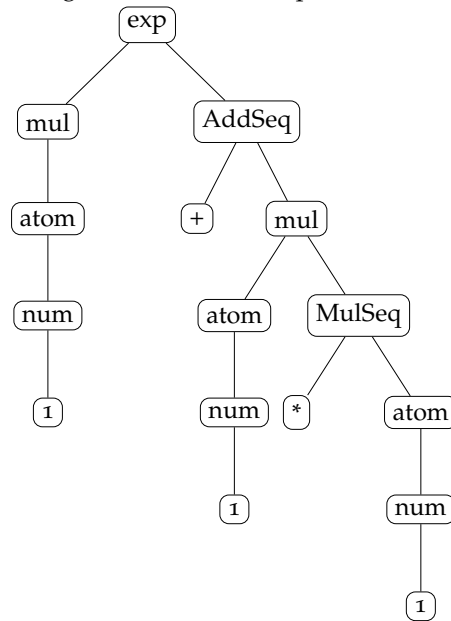 exp
mul AddSeq
atom + mul
num atom MulSeq
1 num * atom
1 num
1